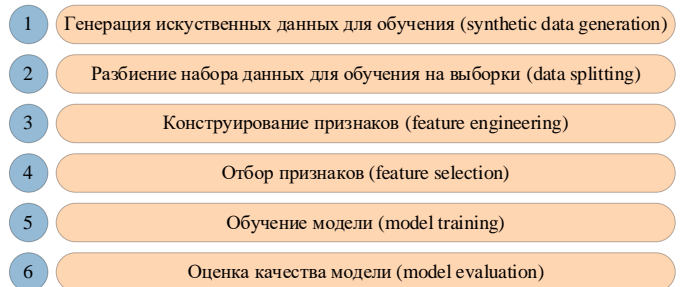 1 Генерация искуственных данных для обучения (synthetic data generation)
2 Разбиение набора данных для обучения на выборки (data splitting)
3 Конструирование признаков (feature engineering)
4 Отбор признаков (feature selection)
5 Обучение модели (model training)
6 Оценка качества модели (model evaluation)